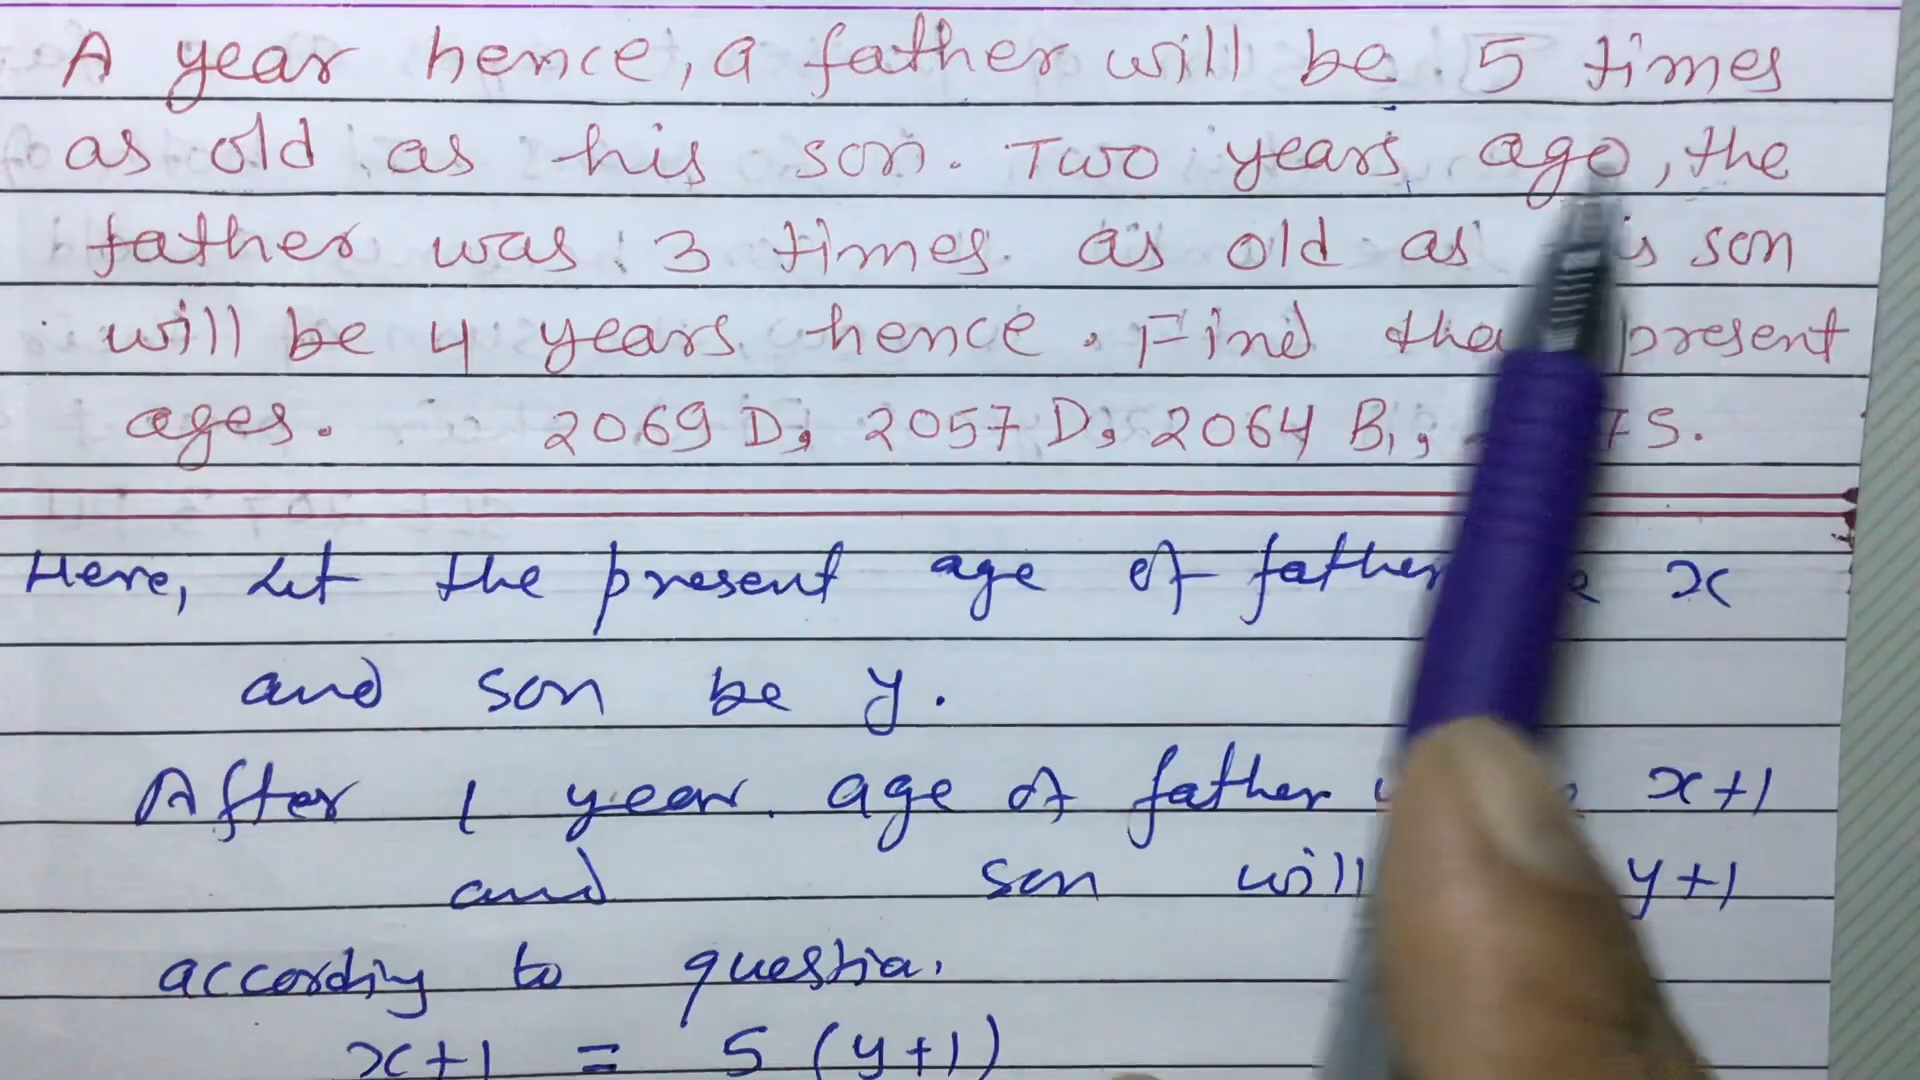 A year hence, a father will be 5 times
as old as his son. Two years ago, the
father was 3 times as old as son
will be 4 years hence. Find the present
ages. 2069 D; 2057 D; 2064 B, ; 7 S.
Here, Let the present age of father x
and son be y.
After 1 year age of father x+1
and son will y+1
according to questio.
x+1 = 5 (y+1)